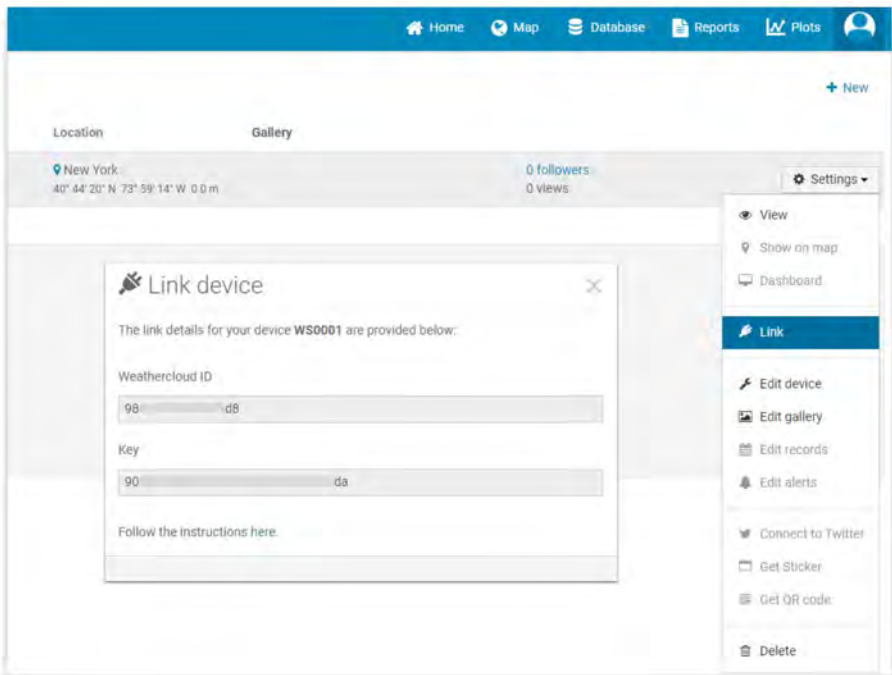 Home Map Database Reports Plots
+ New
Location Gallery
New York
40° 44' 20" N 73° 59' 14" W 0.0 m
0 followers
0 views
Settings
View
Show on map
Dashboard
Link
Edit device
Edit gallery
Edit records
Edit alerts
Connect to Twitter
Get Sticker
Get QR code
Delete
Link device
The link details for your device WS0001 are provided below:
Weathercloud ID
98 d8
Key
90 da
Follow the instructions here.